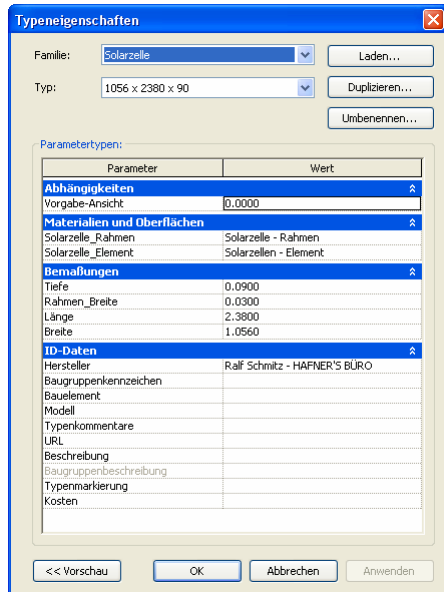 Typeneigenschaften
Familie: Solarzelle Laden...
Typ: 1056 x 2380 x 90 Duplizieren...
Umbenennen...
Parametertypen:
Parameter Wert
Abhängigkeiten
Vorgabe-Ansicht 0.0000
Materialien und Oberflächen
Solarzelle_Rahmen Solarzelle - Rahmen
Solarzelle_Element Solarzellen - Element
Bemaßungen
Tiefe 0.0900
Rahmen_Breite 0.0300
Länge 2.3800
Breite 1.0560
ID-Daten
Hersteller Ralf Schmitz - HAFNER'S BÜRO
Baugruppenkennzeichen
Bauelement
Modell
Typenkommentare
URL
Beschreibung
Baugruppenbeschreibung
Typenmarkierung
Kosten
<< Vorschau OK Abbrechen Anwenden